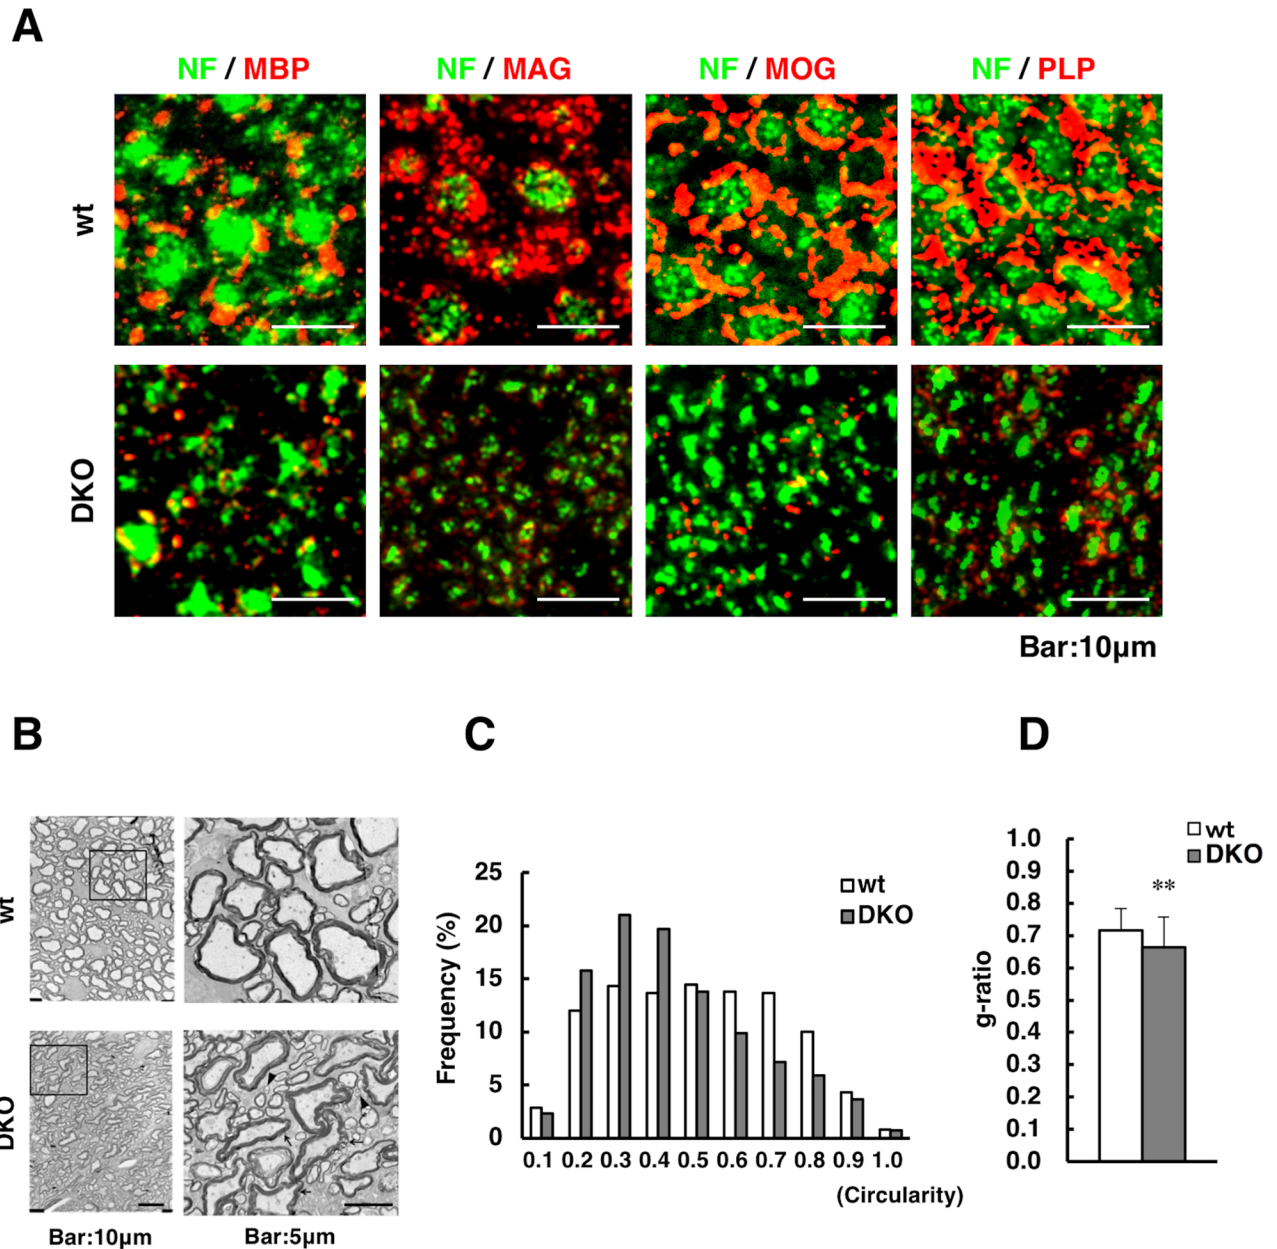 A
NF / MBP
NF / MAG
NF / MOG
NF / PLP
wt
DKO
Bar:10μm
B
C
D
wt
DKO
Bar:10μm
Bar:5μm
25
20
15
10
5
0
Frequency (%)
wt
DKO
0.1 0.2 0.3 0.4 0.5 0.6 0.7 0.8 0.9 1.0
(Circularity)
1.0
0.9
0.8
0.7
0.6
0.5
0.4
0.3
0.2
0.1
0.0
g-ratio
wt
DKO
**